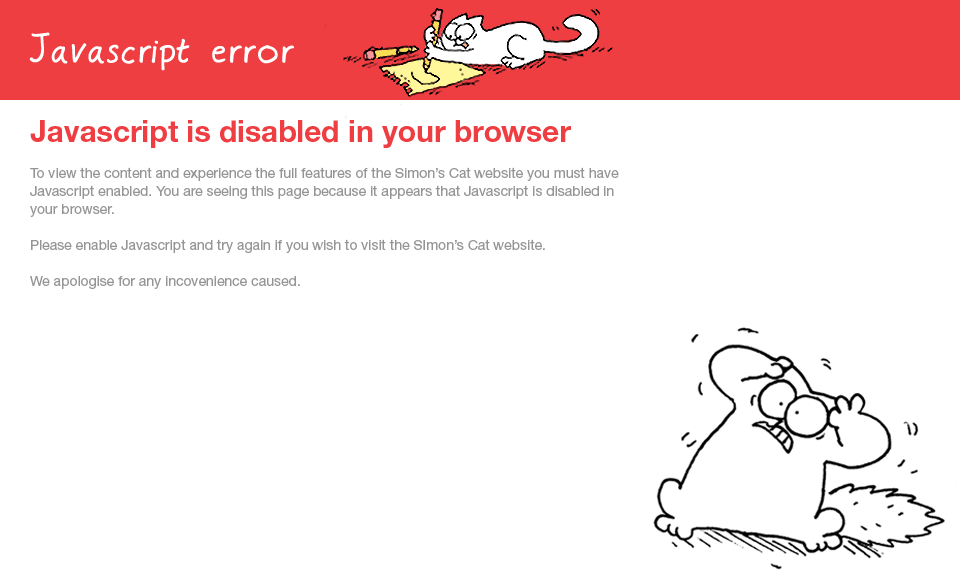 Javascript error
Javascript is disabled in your browser
To view the content and experience the full features of the Simon's Cat website you must have
Javascript enabled. You are seeing this page because it appears that Javascript is disabled in
your browser.
Please enable Javascript and try again if you wish to visit the SImon's Cat website.
We apologise for any incovenience caused.